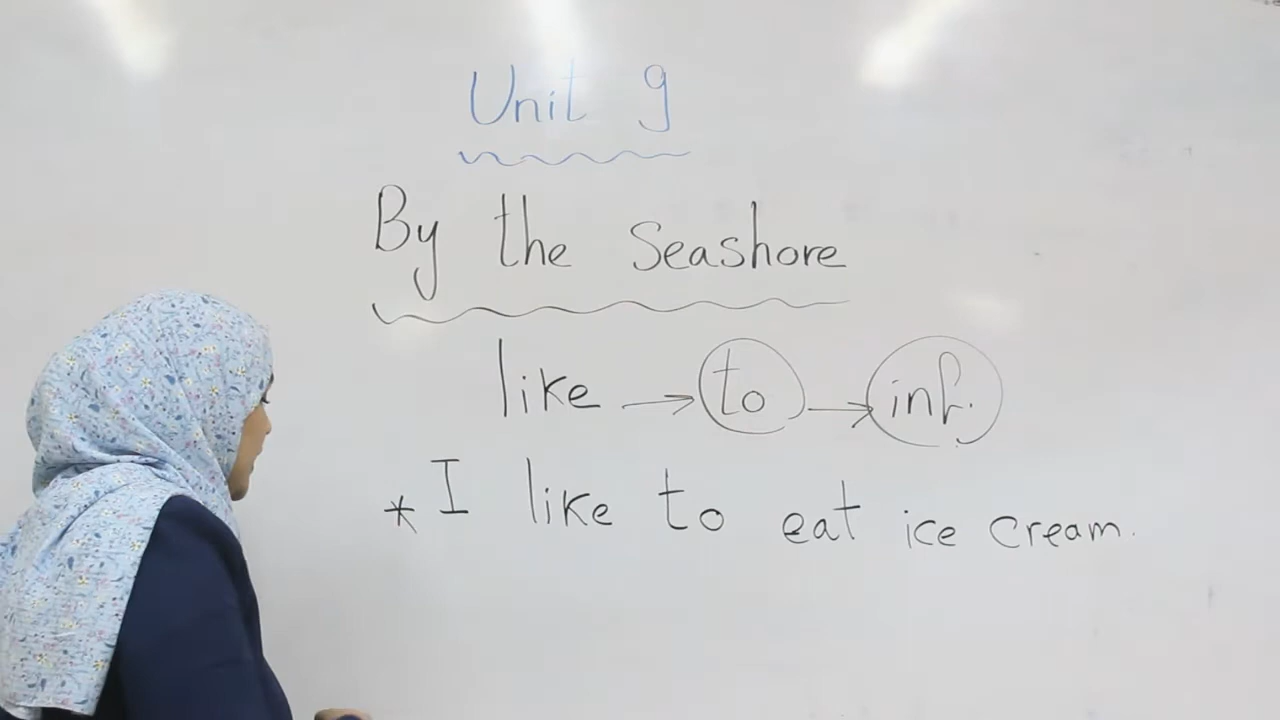 Unit 9
By the Seashore
like → to → inf.
* I like to eat ice cream.